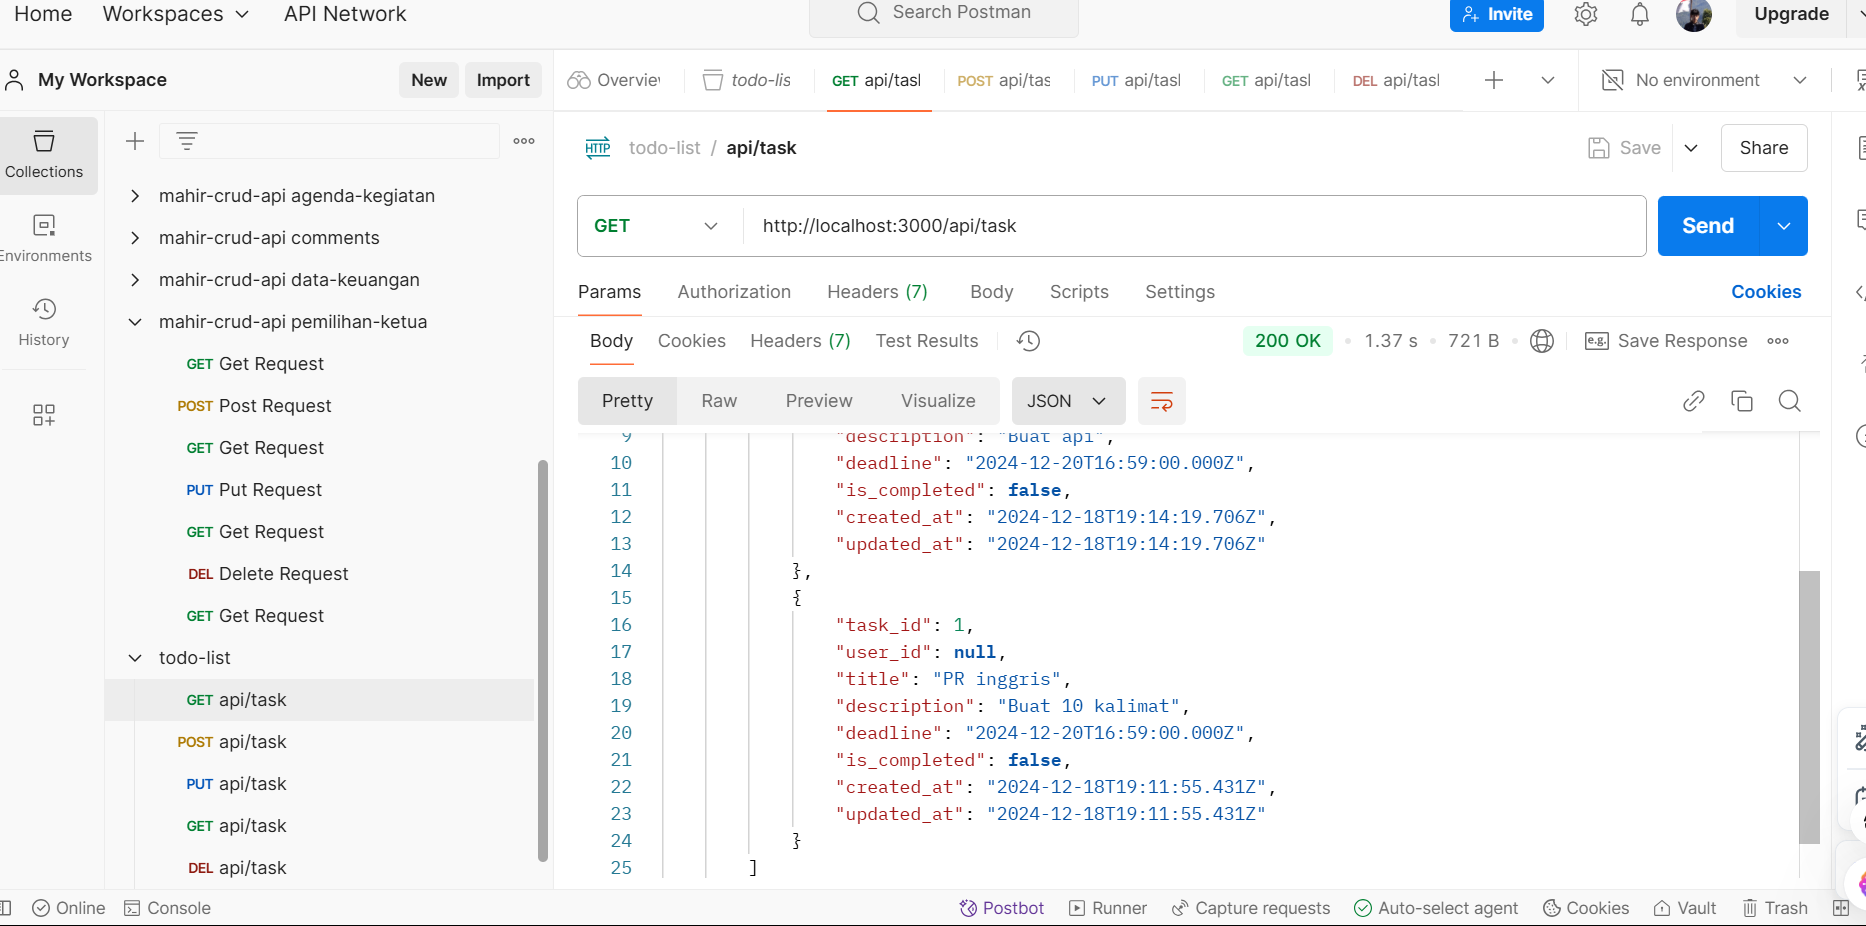 Home Workspaces API Network Search Postman Invite Upgrade
My Workspace New Import Overvie todo-lis GET api/tasl POST api/tas PUT api/tasl GET api/tasl DEL api/tasl No environment
Collections
Environments
History
mahir-crud-api agenda-kegiatan
mahir-crud-api comments
mahir-crud-api data-keuangan
mahir-crud-api pemilihan-ketua
GET Get Request
POST Post Request
GET Get Request
PUT Put Request
GET Get Request
DEL Delete Request
GET Get Request
todo-list
GET api/task
POST api/task
PUT api/task
GET api/task
DEL api/task
HTTP todo-list / api/task Save Share
GET http://localhost:3000/api/task Send
Params Authorization Headers (7) Body Scripts Settings Cookies
Body Cookies Headers (7) Test Results 200 OK • 1.37 s • 721 B • e.g. Save Response
Pretty Raw Preview Visualize JSON
9 "description": "Buat api",
10 "deadline": "2024-12-20T16:59:00.000Z",
11 "is_completed": false,
12 "created_at": "2024-12-18T19:14:19.706Z",
13 "updated_at": "2024-12-18T19:14:19.706Z"
14 },
15 {
16 "task_id": 1,
17 "user_id": null,
18 "title": "PR inggris",
19 "description": "Buat 10 kalimat",
20 "deadline": "2024-12-20T16:59:00.000Z",
21 "is_completed": false,
22 "created_at": "2024-12-18T19:11:55.431Z",
23 "updated_at": "2024-12-18T19:11:55.431Z"
24 }
25 ]
Online Console Postbot Runner Capture requests Auto-select agent Cookies Vault Trash